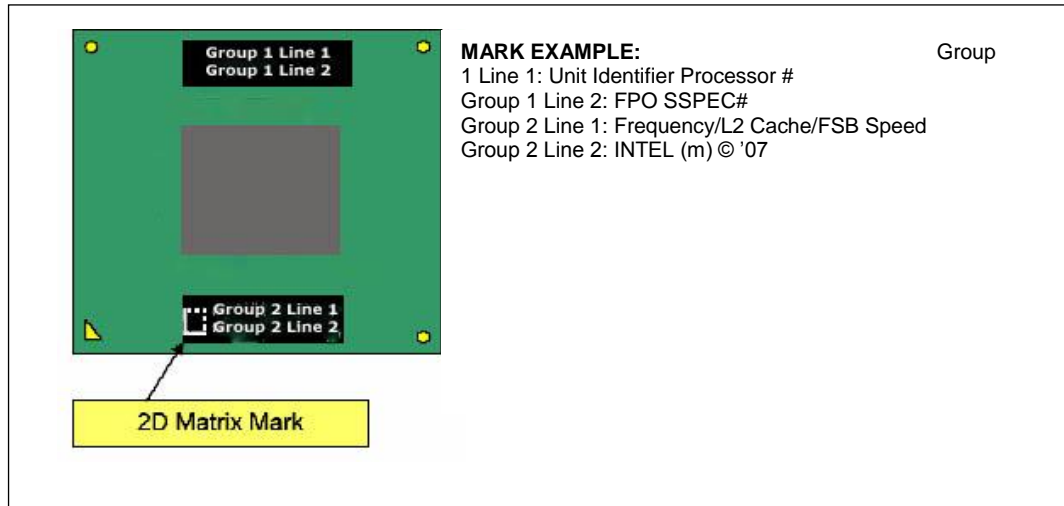 Group 1 Line 1
Group 1 Line 2
MARK EXAMPLE: Group
1 Line 1: Unit Identifier Processor #
Group 1 Line 2: FPO SSPEC#
Group 2 Line 1: Frequency/L2 Cache/FSB Speed
Group 2 Line 2: INTEL (m) © ’07
Group 2 Line 1
Group 2 Line 2
2D Matrix Mark